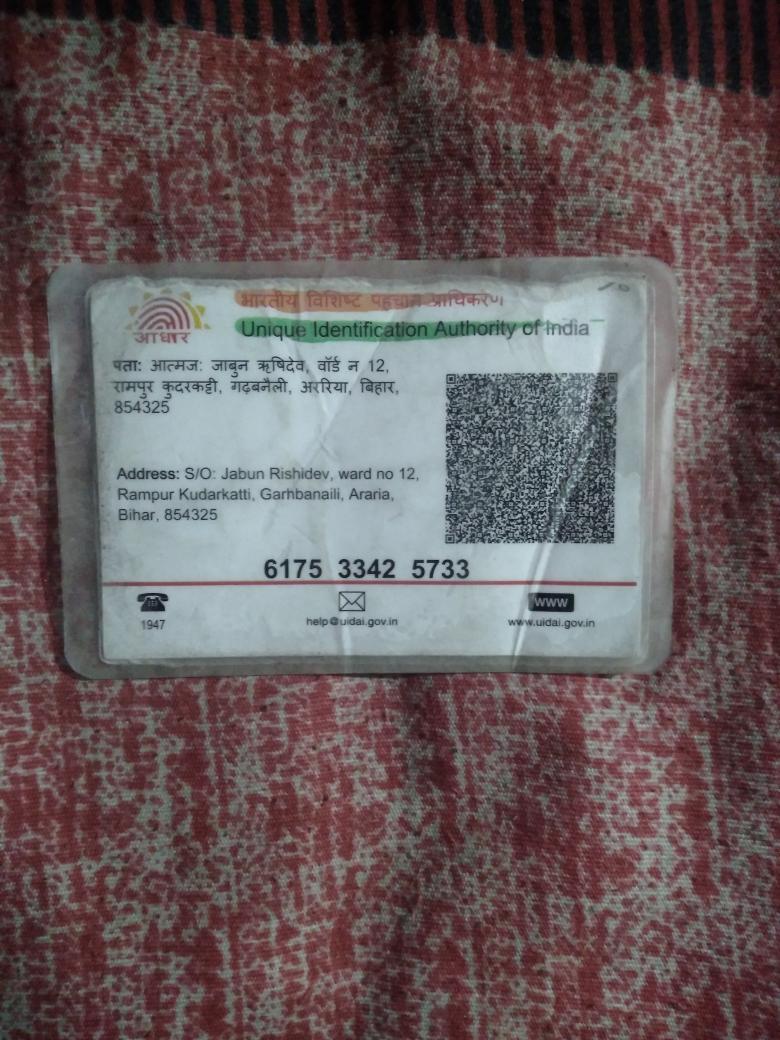 आधार
भारतीय विशिष्ट पहचान प्राधिकरण
Unique Identification Authority of India
पता: आत्मज: जाबुन ऋषिदेव, वॉर्ड न 12,
रामपुर कुदरकट्टी, गढ़बनैली, अररिया, बिहार,
854325
Address: S/O: Jabun Rishidev, ward no 12,
Rampur Kudarkatti, Garhbanaili, Araria,
Bihar, 854325
6175 3342 5733
1947
help@uidai.gov.in
www
www.uidai.gov.in